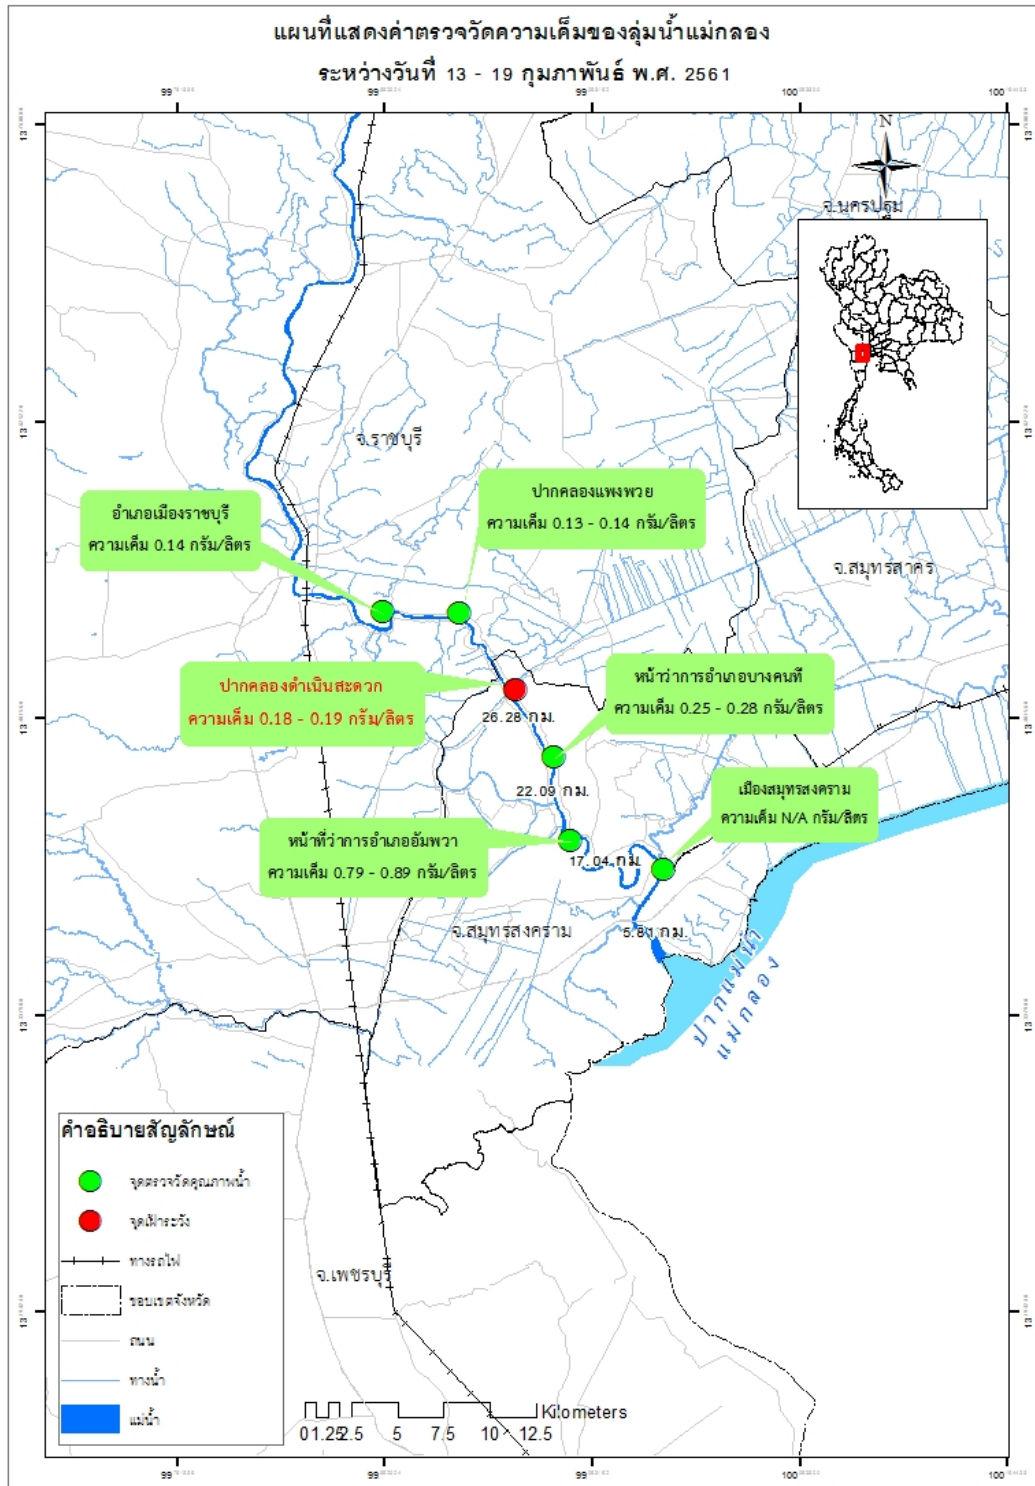 แผนที่แสดงค่าตรวจวัดความเค็มของลุ่มน้ำแม่กลอง
ระหว่างวันที่ 13 - 19 กุมภาพันธ์ พ.ศ. 2561
N
จ.นครปฐม
จ.ราชบุรี
ปากคลองแพงพวย
ความเค็ม 0.13 - 0.14 กรัม/ลิตร
อำเภอเมืองราชบุรี
ความเค็ม 0.14 กรัม/ลิตร
จ.สมุทรสาคร
ปากคลองดำเนินสะดวก
ความเค็ม 0.18 - 0.19 กรัม/ลิตร
หน้าว่าการอำเภอบางคนที
ความเค็ม 0.25 - 0.28 กรัม/ลิตร
26.28 กม.
22.09 กม.
เมืองสมุทรสงคราม
ความเค็ม N/A กรัม/ลิตร
หน้าที่ว่าการอำเภออัมพวา
ความเค็ม 0.79 - 0.89 กรัม/ลิตร
17.04 กม.
จ.สมุทรสงคราม
5.81 กม.
ปากแม่น้ำ
แม่กลอง
คำอธิบายสัญลักษณ์
จุดตรวจวัดคุณภาพน้ำ
จุดเฝ้าระวัง
ทางรถไฟ
ขอบเขตจังหวัด
ถนน
ทางน้ำ
แม่น้ำ
จ.เพชรบุรี
Kilometers
0 1.25 2.5 5 7.5 10 12.5